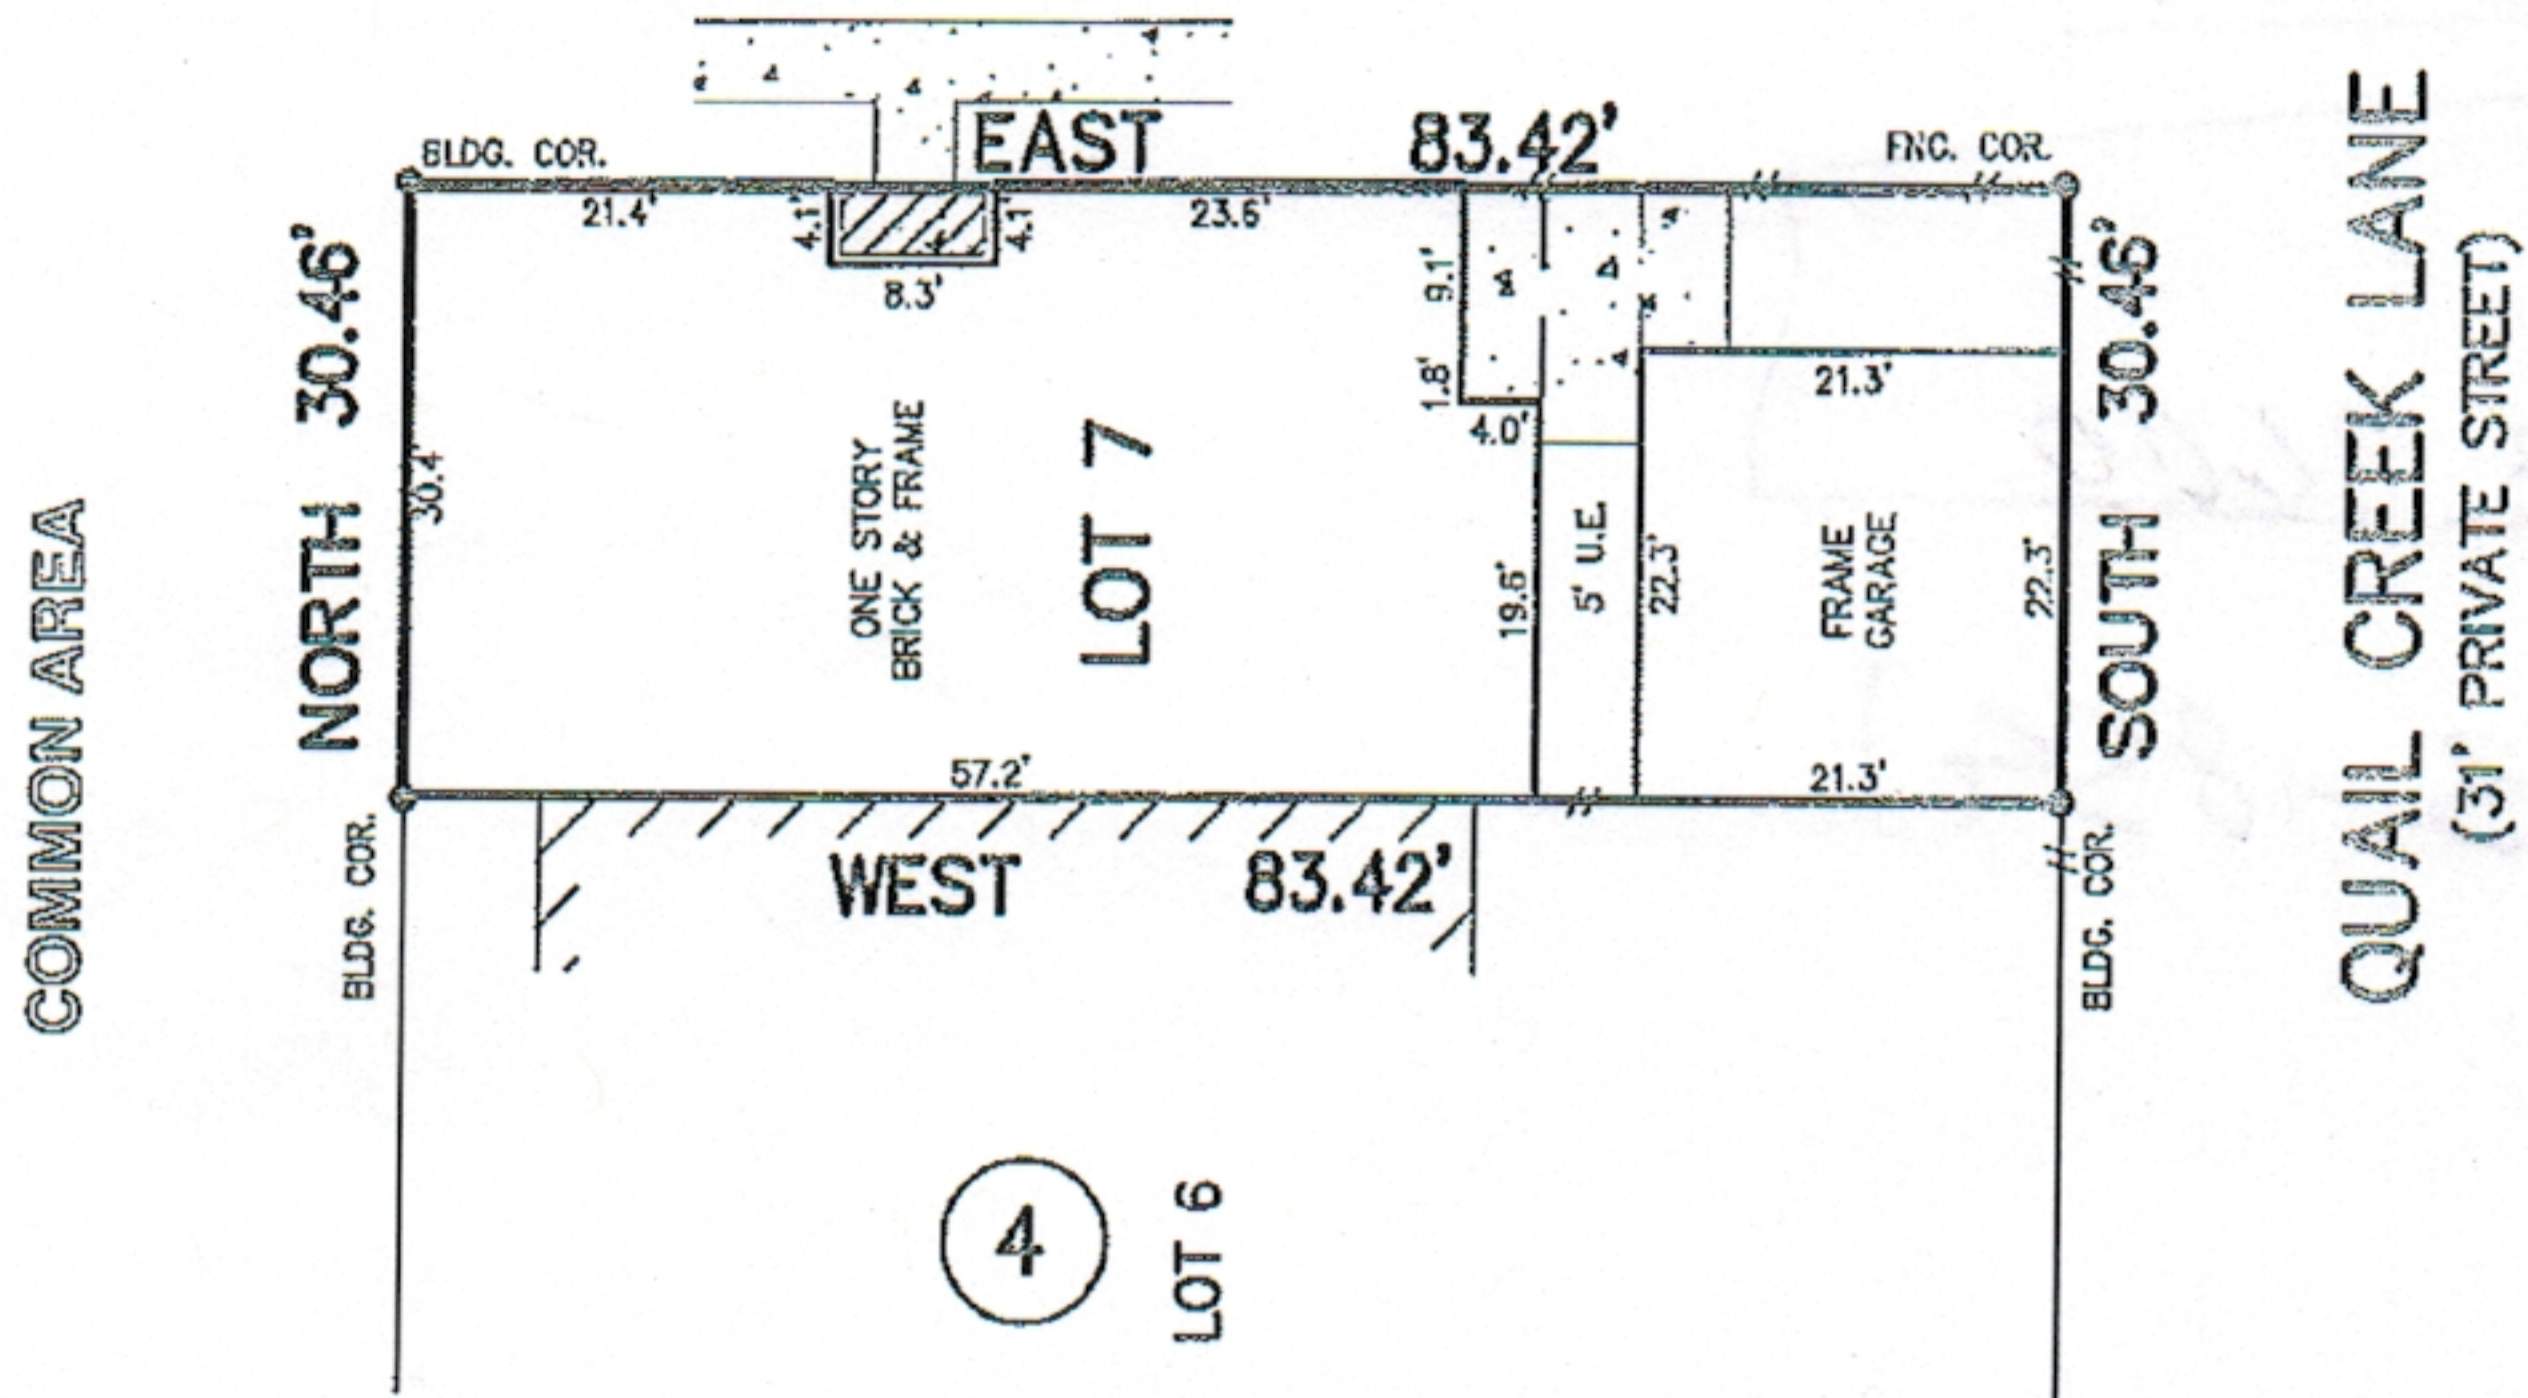 EAST 83.42'
BLDG. COR.
FNC. COR.
21.4'
4.1'
4.1'
23.6'
8.3'
9.1'
1.8'
4.0'
21.3'
NORTH 30.46'
30.4'
COMMON AREA
ONE STORY
BRICK & FRAME
LOT 7
19.6'
5' U.E.
22.3'
FRAME
GARAGE
22.3'
SOUTH 30.46'
QUAIL CREEK LANE
(31' PRIVATE STREET)
57.2'
21.3'
WEST 83.42'
BLDG. COR.
BLDG. COR.
4
LOT 6